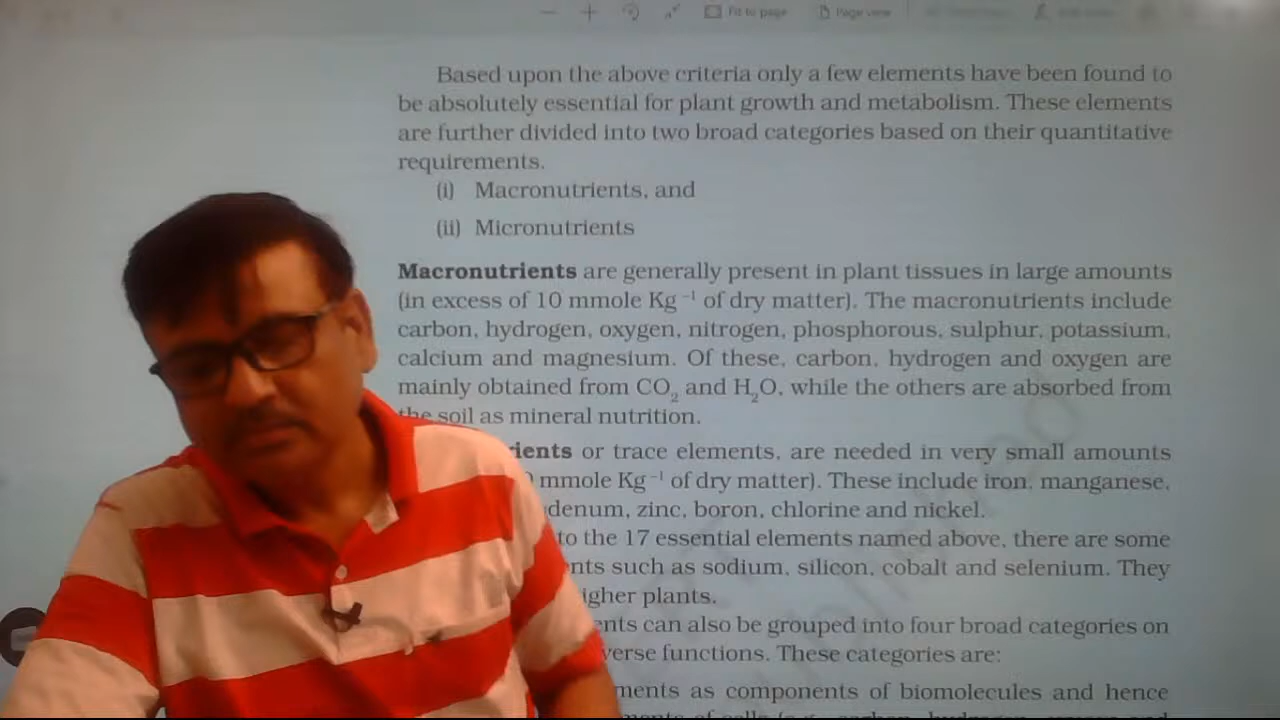 Fit to page Page view
Based upon the above criteria only a few elements have been found to
be absolutely essential for plant growth and metabolism. These elements
are further divided into two broad categories based on their quantitative
requirements.
(i) Macronutrients, and
(ii) Micronutrients
Macronutrients are generally present in plant tissues in large amounts
(in excess of 10 mmole Kg⁻¹ of dry matter). The macronutrients include
carbon, hydrogen, oxygen, nitrogen, phosphorous, sulphur, potassium,
calcium and magnesium. Of these, carbon, hydrogen and oxygen are
mainly obtained from CO₂ and H₂O, while the others are absorbed from
the soil as mineral nutrition.
rients or trace elements, are needed in very small amounts
mmole Kg⁻¹ of dry matter). These include iron, manganese,
denum, zinc, boron, chlorine and nickel.
to the 17 essential elements named above, there are some
nts such as sodium, silicon, cobalt and selenium. They
igher plants.
ents can also be grouped into four broad categories on
verse functions. These categories are:
ments as components of biomolecules and hence